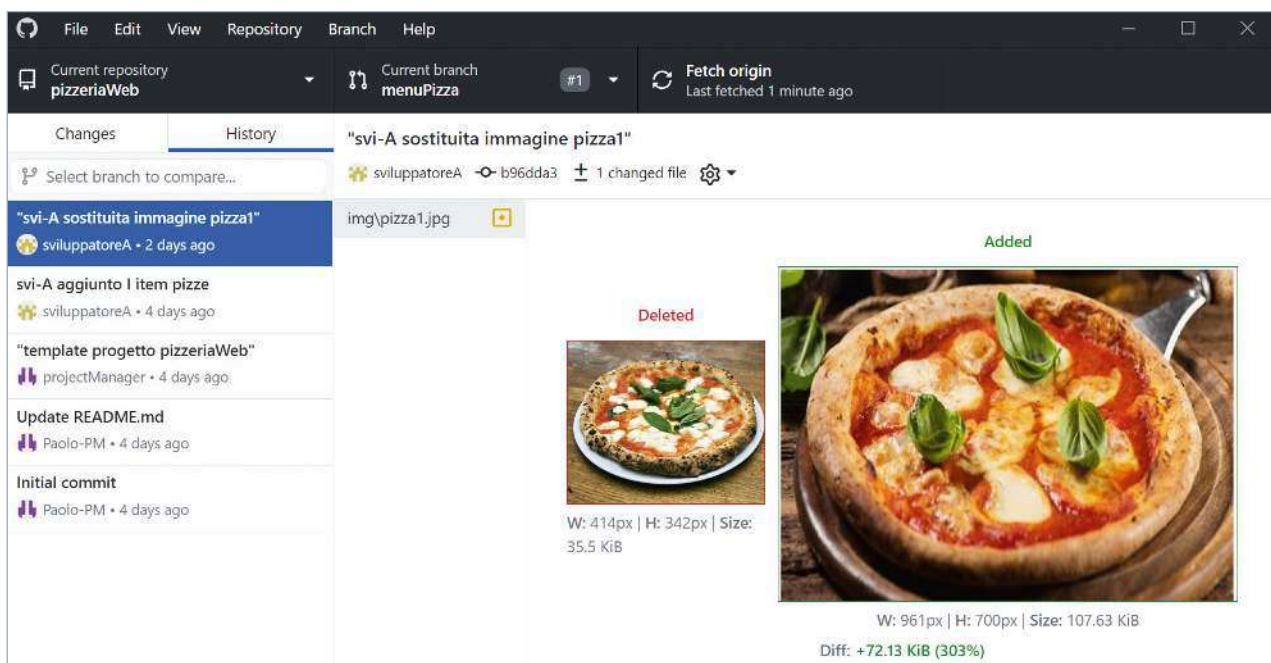 File Edit View Repository Branch Help
Current repository
pizzeriaWeb
Current branch
menuPizza
#1
Fetch origin
Last fetched 1 minute ago
Changes History
Select branch to compare...
"svi-A sostituita immagine pizza1"
sviluppatoreA • 2 days ago
svi-A aggiunto I item pizze
sviluppatoreA • 4 days ago
"template progetto pizzeriaWeb"
projectManager • 4 days ago
Update README.md
Paolo-PM • 4 days ago
Initial commit
Paolo-PM • 4 days ago
"svi-A sostituita immagine pizza1"
sviluppatoreA b96dda3 1 changed file
img\pizza1.jpg
Deleted
W: 414px | H: 342px | Size:
35.5 KiB
Added
W: 961px | H: 700px | Size: 107.63 KiB
Diff: +72.13 KiB (303%)